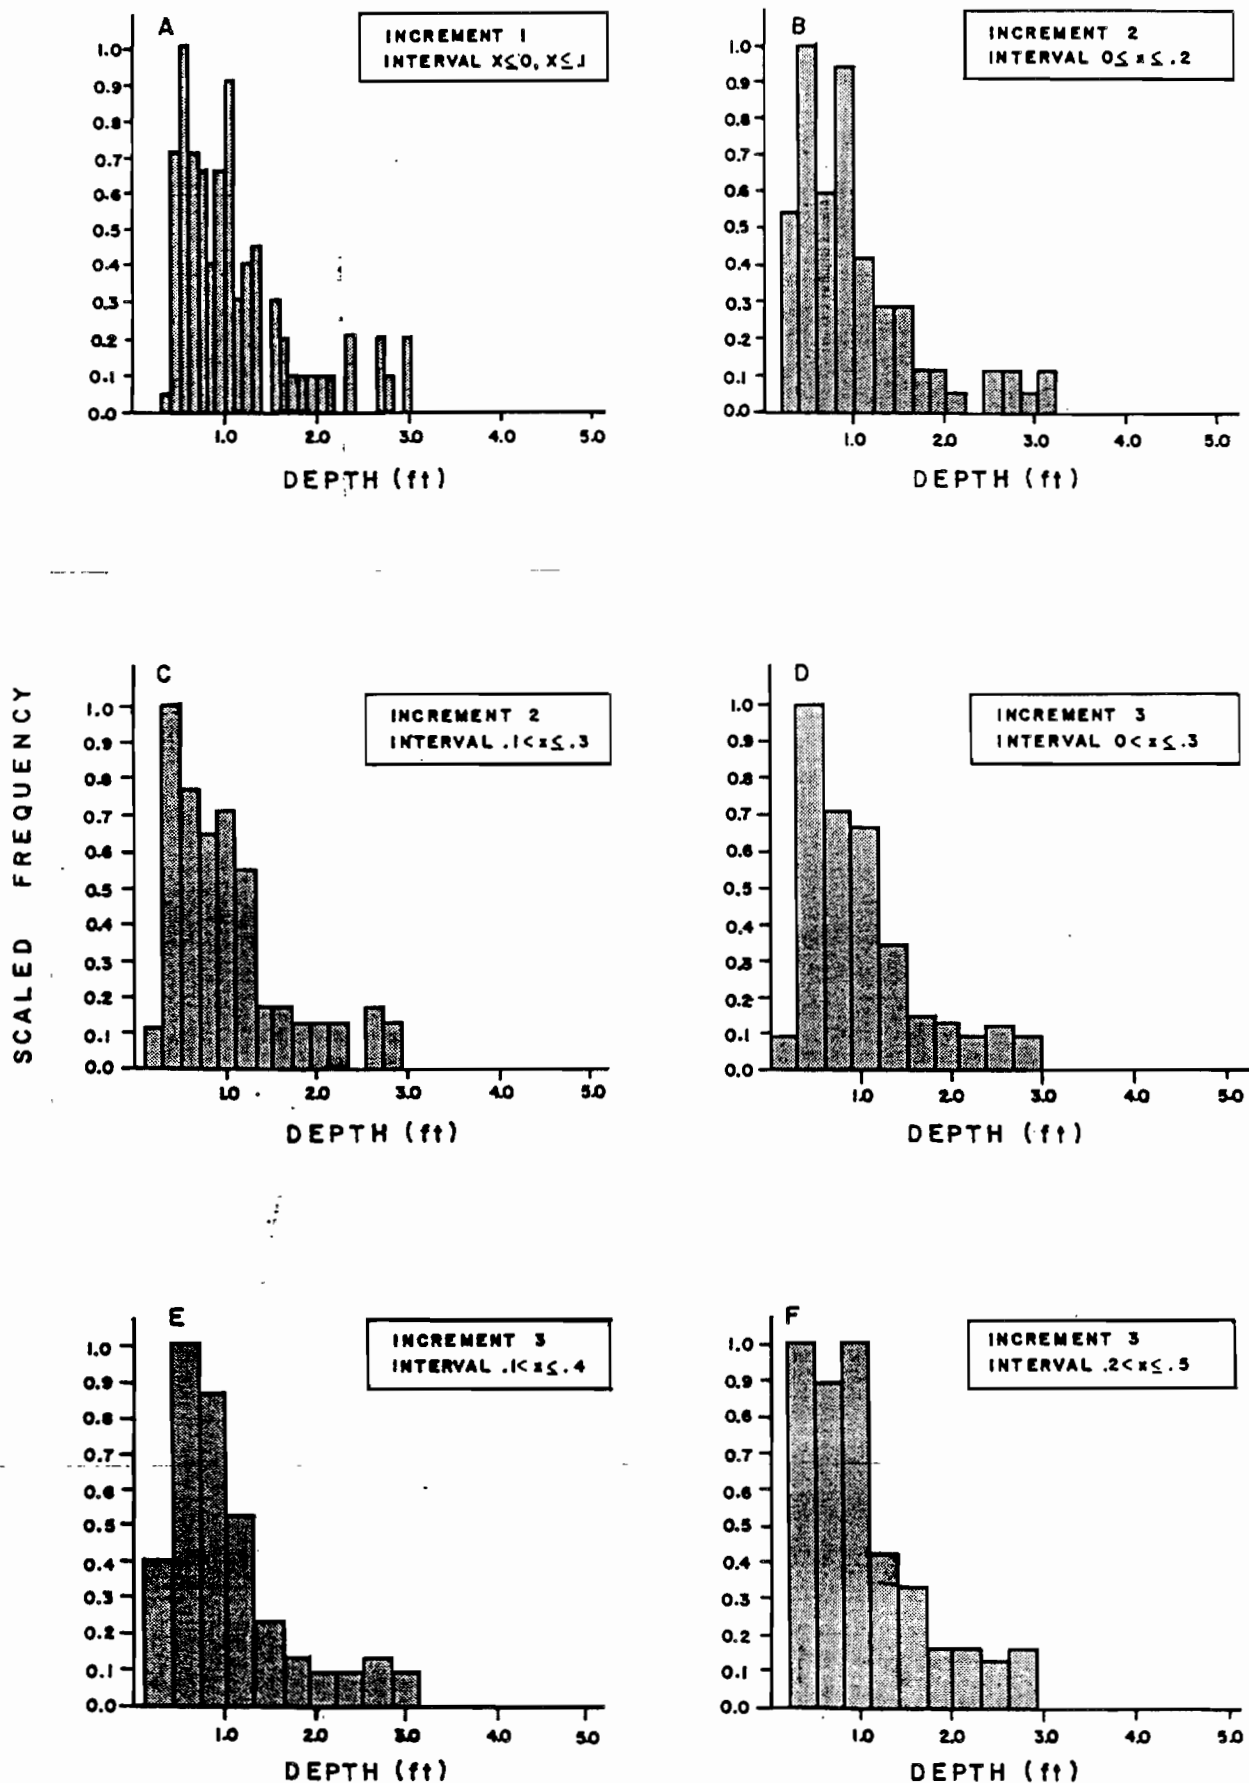 A
INCREMENT 1
INTERVAL X≤0, X≤.1
1.0
0.9
0.8
0.7
0.6
0.5
0.4
0.3
0.2
0.1
0.0
1.0 2.0 3.0 4.0 5.0
DEPTH (ft)
B
INCREMENT 2
INTERVAL 0≤x≤.2
1.0
0.9
0.8
0.7
0.6
0.5
0.4
0.3
0.2
0.1
0.0
1.0 2.0 3.0 4.0 5.0
DEPTH (ft)
SCALED FREQUENCY
C
INCREMENT 2
INTERVAL .1<x≤.3
1.0
0.9
0.8
0.7
0.6
0.5
0.4
0.3
0.2
0.1
0.0
1.0 2.0 3.0 4.0 5.0
DEPTH (ft)
D
INCREMENT 3
INTERVAL 0<x≤.3
1.0
0.9
0.8
0.7
0.6
0.5
0.4
0.3
0.2
0.1
0.0
1.0 2.0 3.0 4.0 5.0
DEPTH (ft)
E
INCREMENT 3
INTERVAL .1<x≤.4
1.0
0.9
0.8
0.7
0.6
0.5
0.4
0.3
0.2
0.1
0.0
1.0 2.0 3.0 4.0 5.0
DEPTH (ft)
F
INCREMENT 3
INTERVAL .2<x≤.5
1.0
0.9
0.8
0.7
0.6
0.5
0.4
0.3
0.2
0.1
0.0
1.0 2.0 3.0 4.0 5.0
DEPTH (ft)